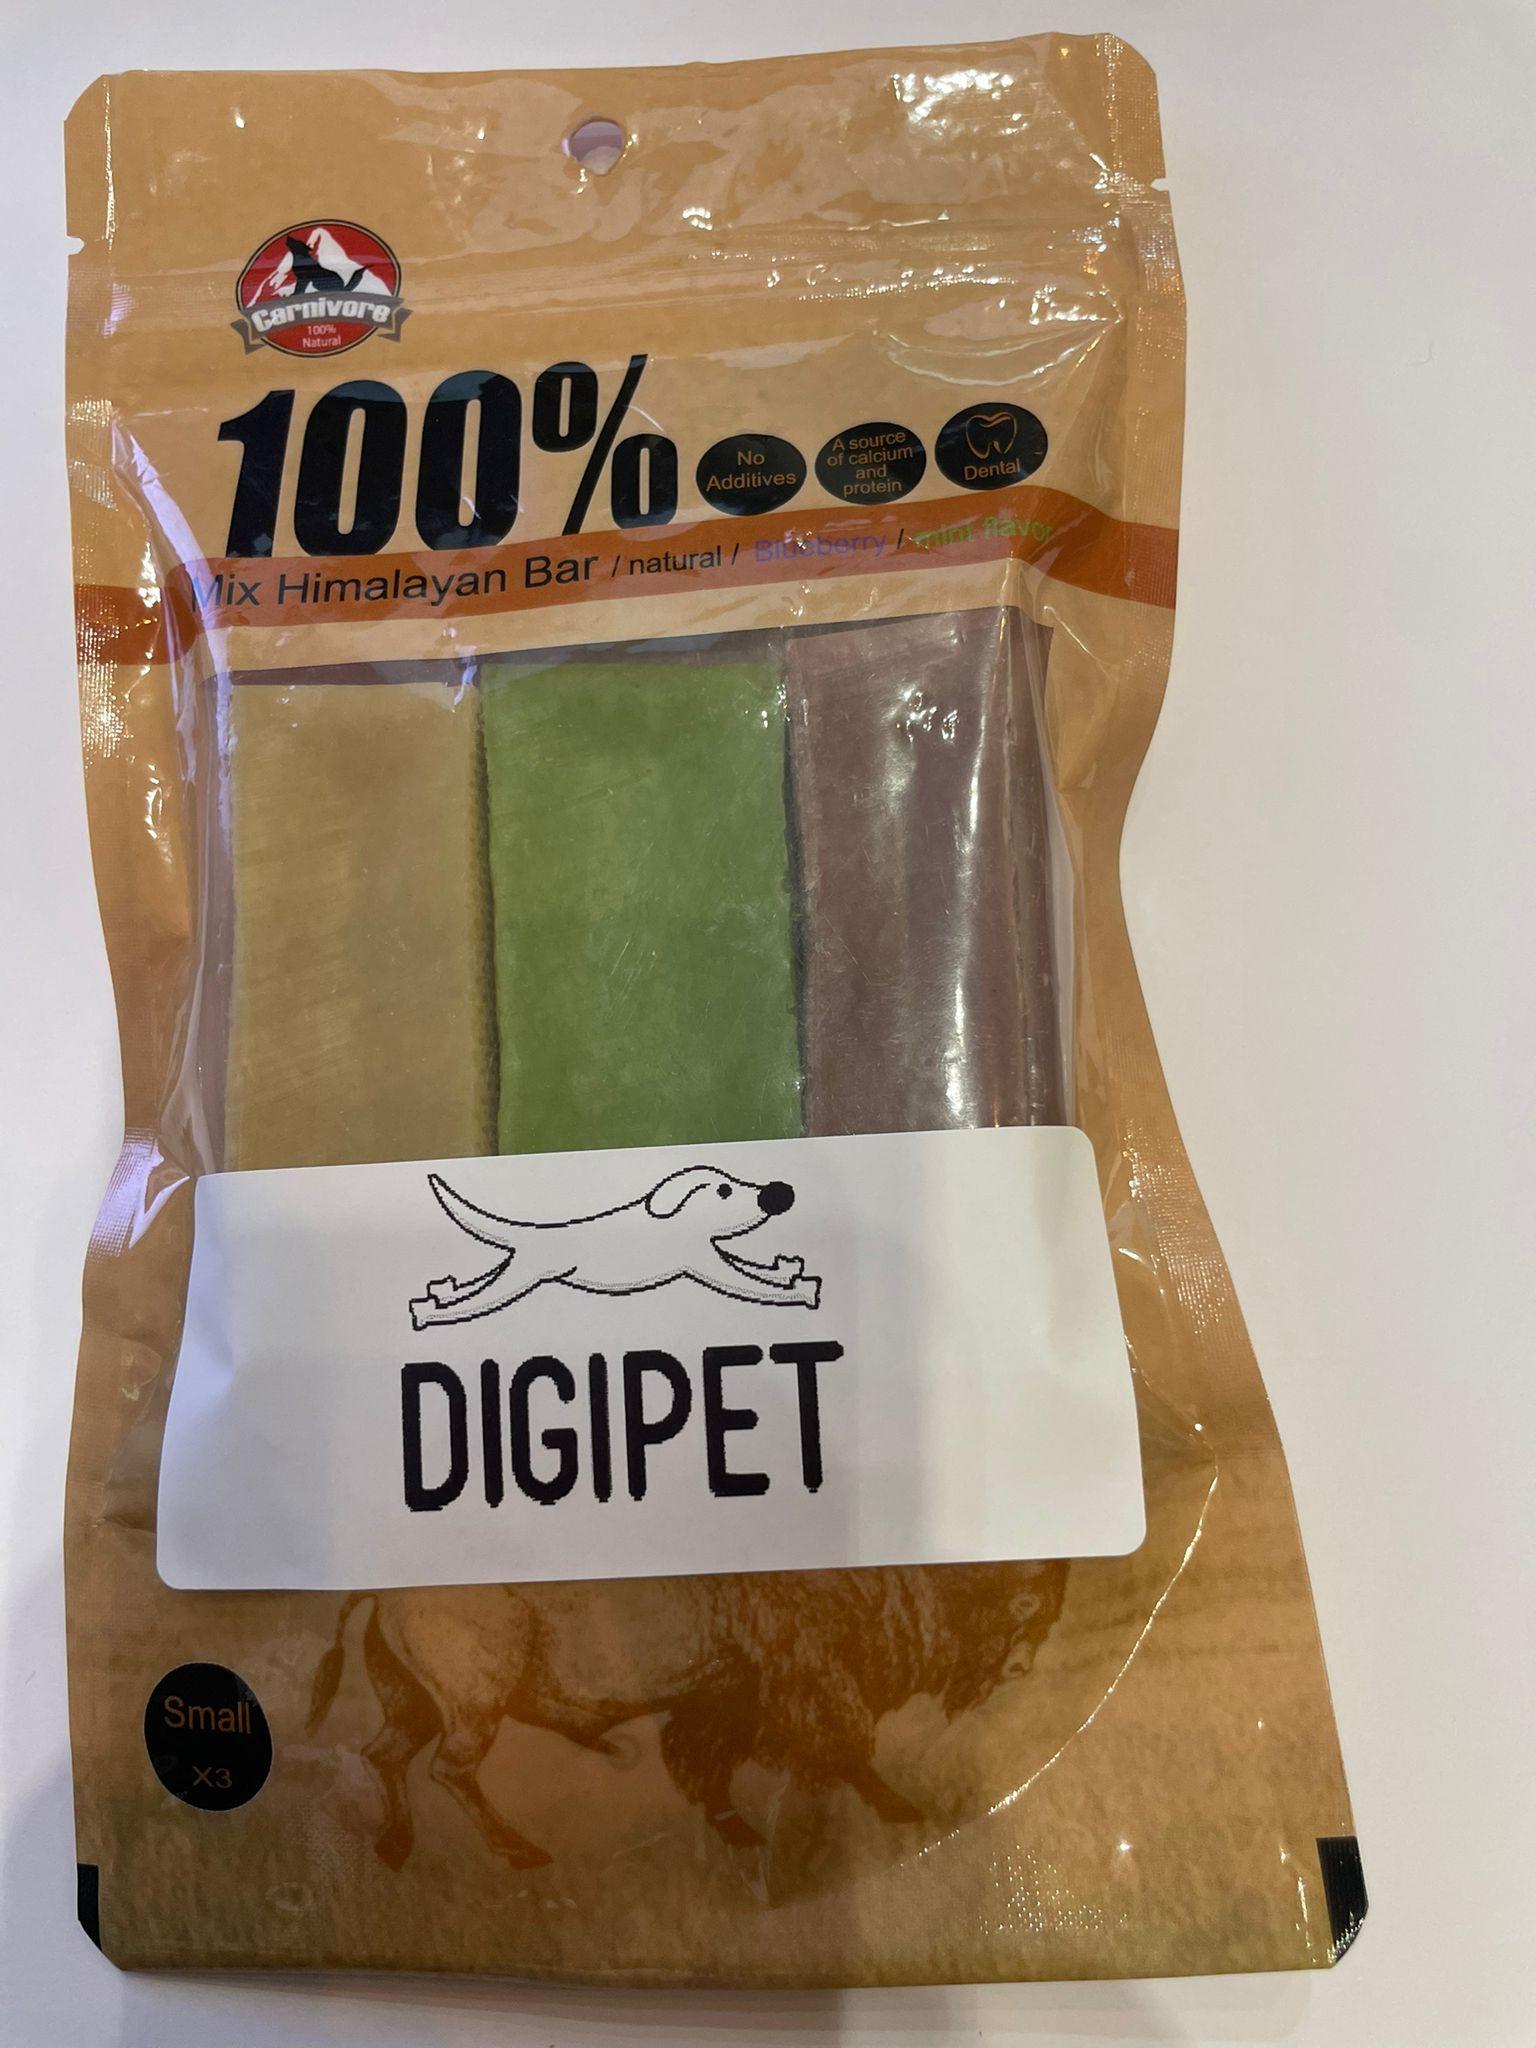 Carnivore
100%
Natural
100%
No
Additives
A source
of calcium
and
protein
Dental
Mix Himalayan Bar / natural / Blueberry / mint flavor
DIGIPET
Small
X3